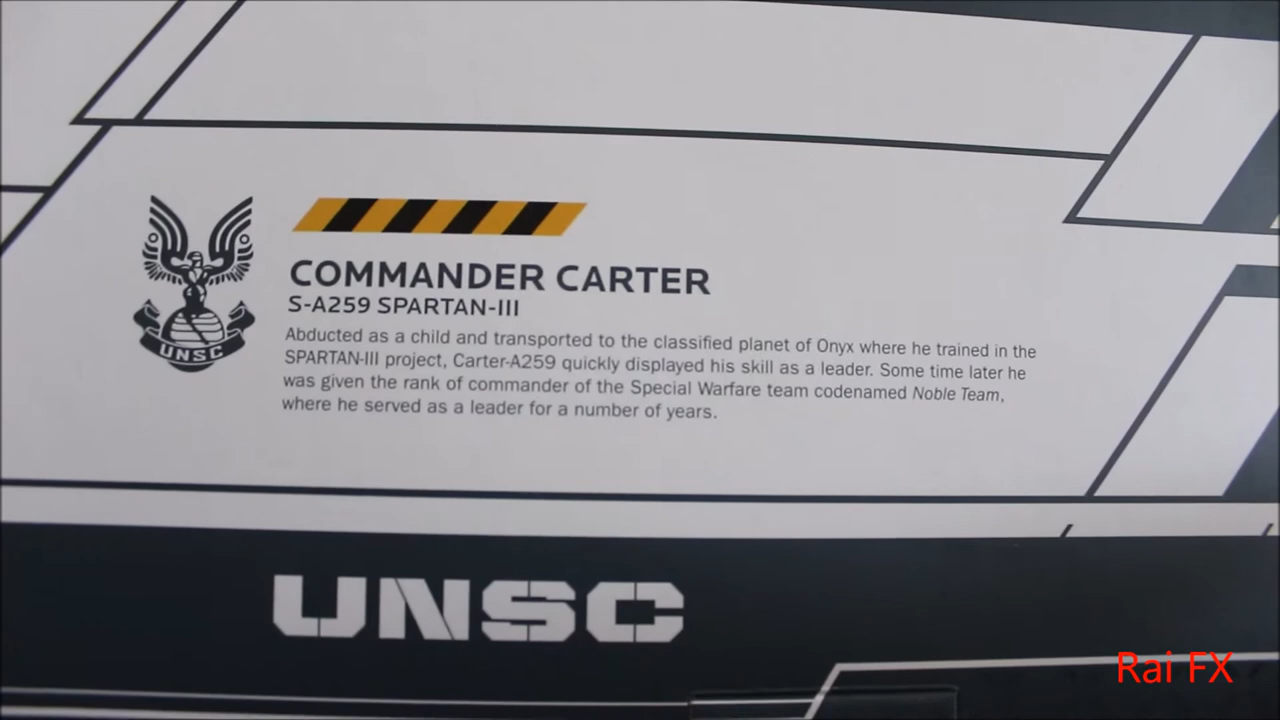 COMMANDER CARTER
S-A259 SPARTAN-III
Abducted as a child and transported to the classified planet of Onyx where he trained in the
SPARTAN-III project, Carter-A259 quickly displayed his skill as a leader. Some time later he
was given the rank of commander of the Special Warfare team codenamed Noble Team,
where he served as a leader for a number of years.
UNSC
UNSC
Rai FX